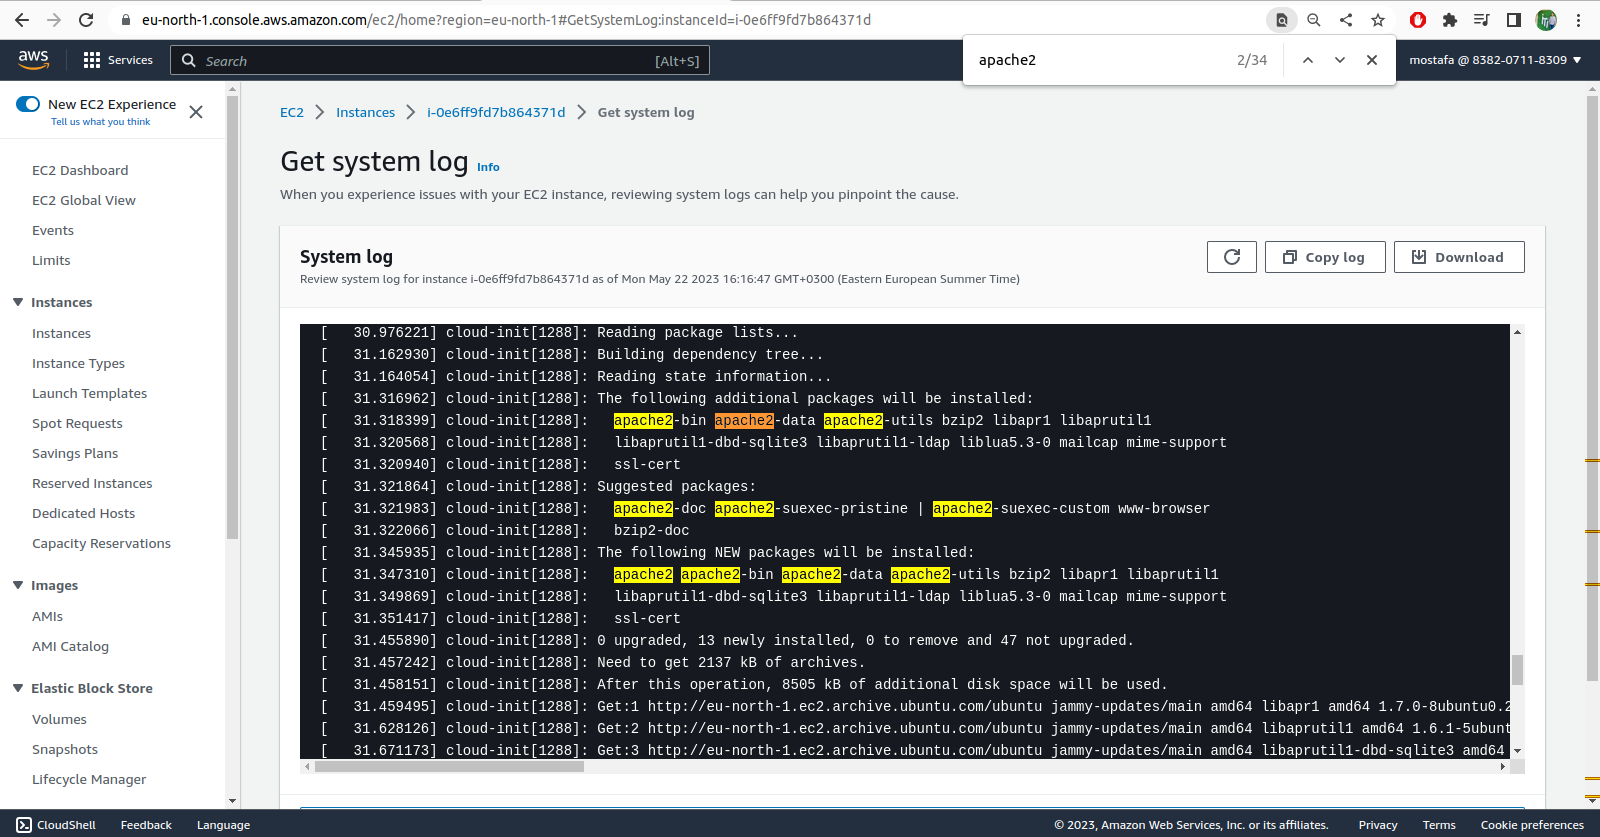 eu-north-1.console.aws.amazon.com/ec2/home?region=eu-north-1#GetSystemLog:instanceId=i-0e6ff9fd7b864371d
apache2 2/34
aws Services Search [Alt+S] mostafa @ 8382-0711-8309
New EC2 Experience
Tell us what you think
EC2 Dashboard
EC2 Global View
Events
Limits
Instances
Instances
Instance Types
Launch Templates
Spot Requests
Savings Plans
Reserved Instances
Dedicated Hosts
Capacity Reservations
Images
AMIs
AMI Catalog
Elastic Block Store
Volumes
Snapshots
Lifecycle Manager
EC2 Instances i-0e6ff9fd7b864371d Get system log
Get system log Info
When you experience issues with your EC2 instance, reviewing system logs can help you pinpoint the cause.
System log
Review system log for instance i-0e6ff9fd7b864371d as of Mon May 22 2023 16:16:47 GMT+0300 (Eastern European Summer Time)
Copy log Download
[ 30.976221] cloud-init[1288]: Reading package lists...
[ 31.162930] cloud-init[1288]: Building dependency tree...
[ 31.164054] cloud-init[1288]: Reading state information...
[ 31.316962] cloud-init[1288]: The following additional packages will be installed:
[ 31.318399] cloud-init[1288]: apache2-bin apache2-data apache2-utils bzip2 libapr1 libaprutil1
[ 31.320568] cloud-init[1288]: libaprutil1-dbd-sqlite3 libaprutil1-ldap liblua5.3-0 mailcap mime-support
[ 31.320940] cloud-init[1288]: ssl-cert
[ 31.321864] cloud-init[1288]: Suggested packages:
[ 31.321983] cloud-init[1288]: apache2-doc apache2-suexec-pristine | apache2-suexec-custom www-browser
[ 31.322066] cloud-init[1288]: bzip2-doc
[ 31.345935] cloud-init[1288]: The following NEW packages will be installed:
[ 31.347310] cloud-init[1288]: apache2 apache2-bin apache2-data apache2-utils bzip2 libapr1 libaprutil1
[ 31.349869] cloud-init[1288]: libaprutil1-dbd-sqlite3 libaprutil1-ldap liblua5.3-0 mailcap mime-support
[ 31.351417] cloud-init[1288]: ssl-cert
[ 31.455890] cloud-init[1288]: 0 upgraded, 13 newly installed, 0 to remove and 47 not upgraded.
[ 31.457242] cloud-init[1288]: Need to get 2137 kB of archives.
[ 31.458151] cloud-init[1288]: After this operation, 8505 kB of additional disk space will be used.
[ 31.459495] cloud-init[1288]: Get:1 http://eu-north-1.ec2.archive.ubuntu.com/ubuntu jammy-updates/main amd64 libapr1 amd64 1.7.0-8ubuntu0.2
[ 31.628126] cloud-init[1288]: Get:2 http://eu-north-1.ec2.archive.ubuntu.com/ubuntu jammy-updates/main amd64 libaprutil1 amd64 1.6.1-5ubunt
[ 31.671173] cloud-init[1288]: Get:3 http://eu-north-1.ec2.archive.ubuntu.com/ubuntu jammy-updates/main amd64 libaprutil1-dbd-sqlite3 amd64
CloudShell Feedback Language © 2023, Amazon Web Services, Inc. or its affiliates. Privacy Terms Cookie preferences